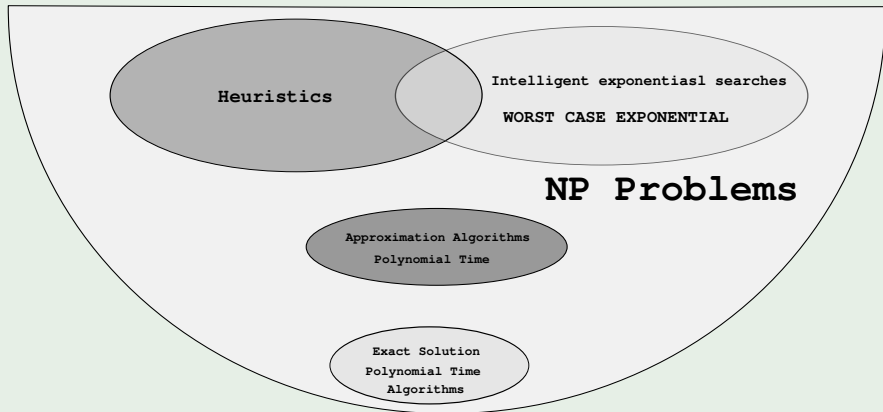 Heuristics
Intelligent exponentiasl searches
WORST CASE EXPONENTIAL
NP Problems
Approximation Algorithms
Polynomial Time
Exact Solution
Polynomial Time
Algorithms